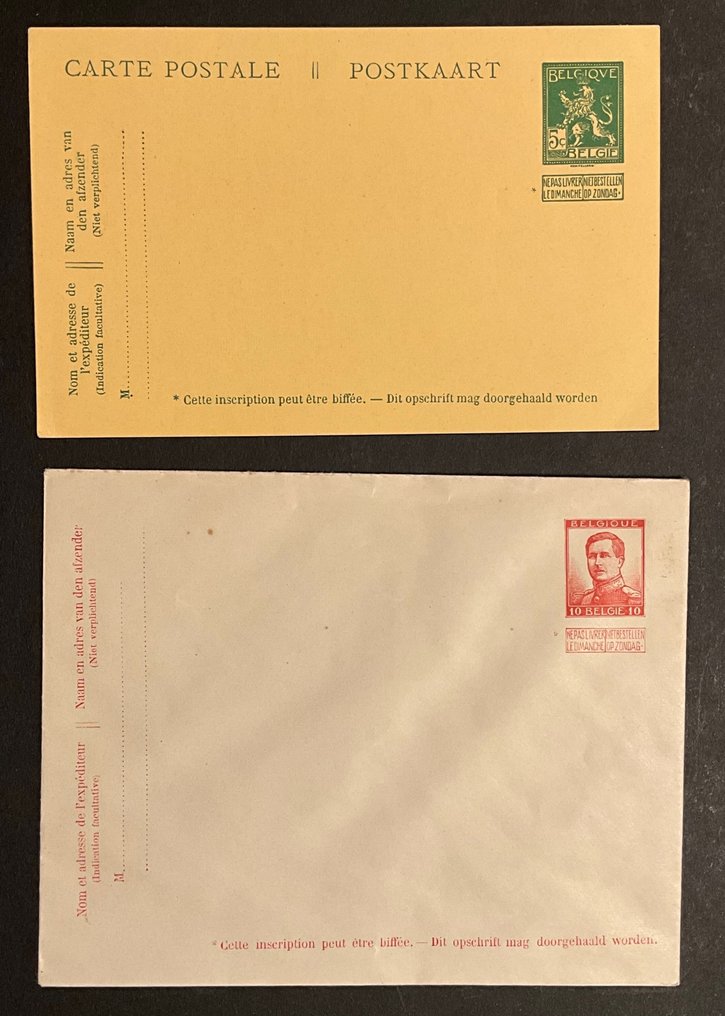 CARTE POSTALE || POSTKAART
BELGIQVE
5c
BELGIE
NE PAS LIVRER NIET BESTELLEN
* LE DIMANCHE OP ZONDAG
Naam en adres van
den afzender
(Niet verplichtend)
Nom et adresse de
l'expéditeur
(Indication facultative)
M
* Cette inscription peut être biffée. — Dit opschrift mag doorgehaald worden
BELGIQUE
10 BELGIE 10
* NE PAS LIVRER NIET BESTELLEN
LE DIMANCHE OP ZONDAG
Naam en adres van den afzender
(Niet verplichtend)
Nom et adresse de l'expéditeur
(Indication facultative)
M
* Cette inscription peut être biffée. — Dit opschrift mag doorgehaald worden.